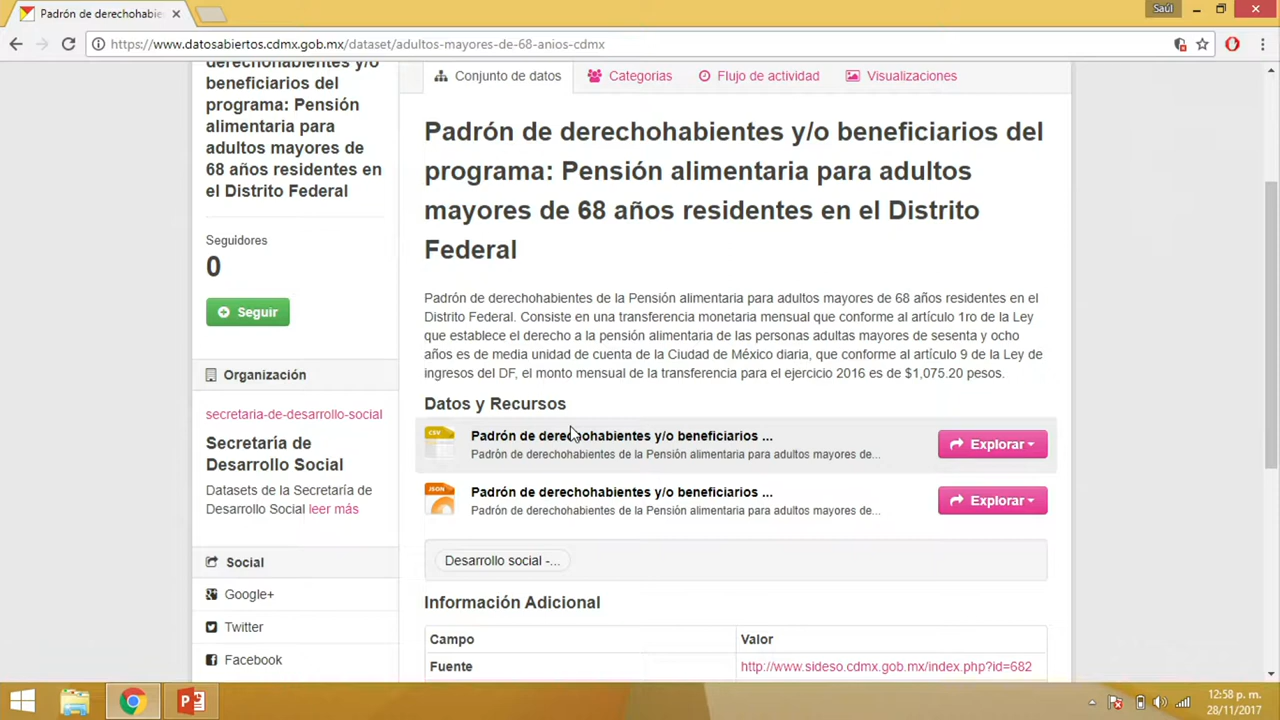 Padrón de derechohabie
Saúl
https://www.datosabiertos.cdmx.gob.mx/dataset/adultos-mayores-de-68-anios-cdmx
derechohabientes y/o
beneficiarios del
programa: Pensión
alimentaria para
adultos mayores de
68 años residentes en
el Distrito Federal
Seguidores
0
Seguir
Organización
secretaria-de-desarrollo-social
Secretaría de
Desarrollo Social
Datasets de la Secretaría de
Desarrollo Social leer más
Social
Google+
Twitter
Facebook
Conjunto de datos Categorias Flujo de actividad Visualizaciones
Padrón de derechohabientes y/o beneficiarios del
programa: Pensión alimentaria para adultos
mayores de 68 años residentes en el Distrito
Federal
Padrón de derechohabientes de la Pensión alimentaria para adultos mayores de 68 años residentes en el
Distrito Federal. Consiste en una transferencia monetaria mensual que conforme al artículo 1ro de la Ley
que establece el derecho a la pensión alimentaria de las personas adultas mayores de sesenta y ocho
años es de media unidad de cuenta de la Ciudad de México diaria, que conforme al artículo 9 de la Ley de
ingresos del DF, el monto mensual de la transferencia para el ejercicio 2016 es de $1,075.20 pesos.
Datos y Recursos
CSV
Padrón de derechohabientes y/o beneficiarios ...
Padrón de derechohabientes de la Pensión alimentaria para adultos mayores de...
Explorar
JSON
Padrón de derechohabientes y/o beneficiarios ...
Padrón de derechohabientes de la Pensión alimentaria para adultos mayores de...
Explorar
Desarrollo social -...
Información Adicional
Campo Valor
Fuente http://www.sideso.cdmx.gob.mx/index.php?id=682
12:58 p. m.
28/11/2017